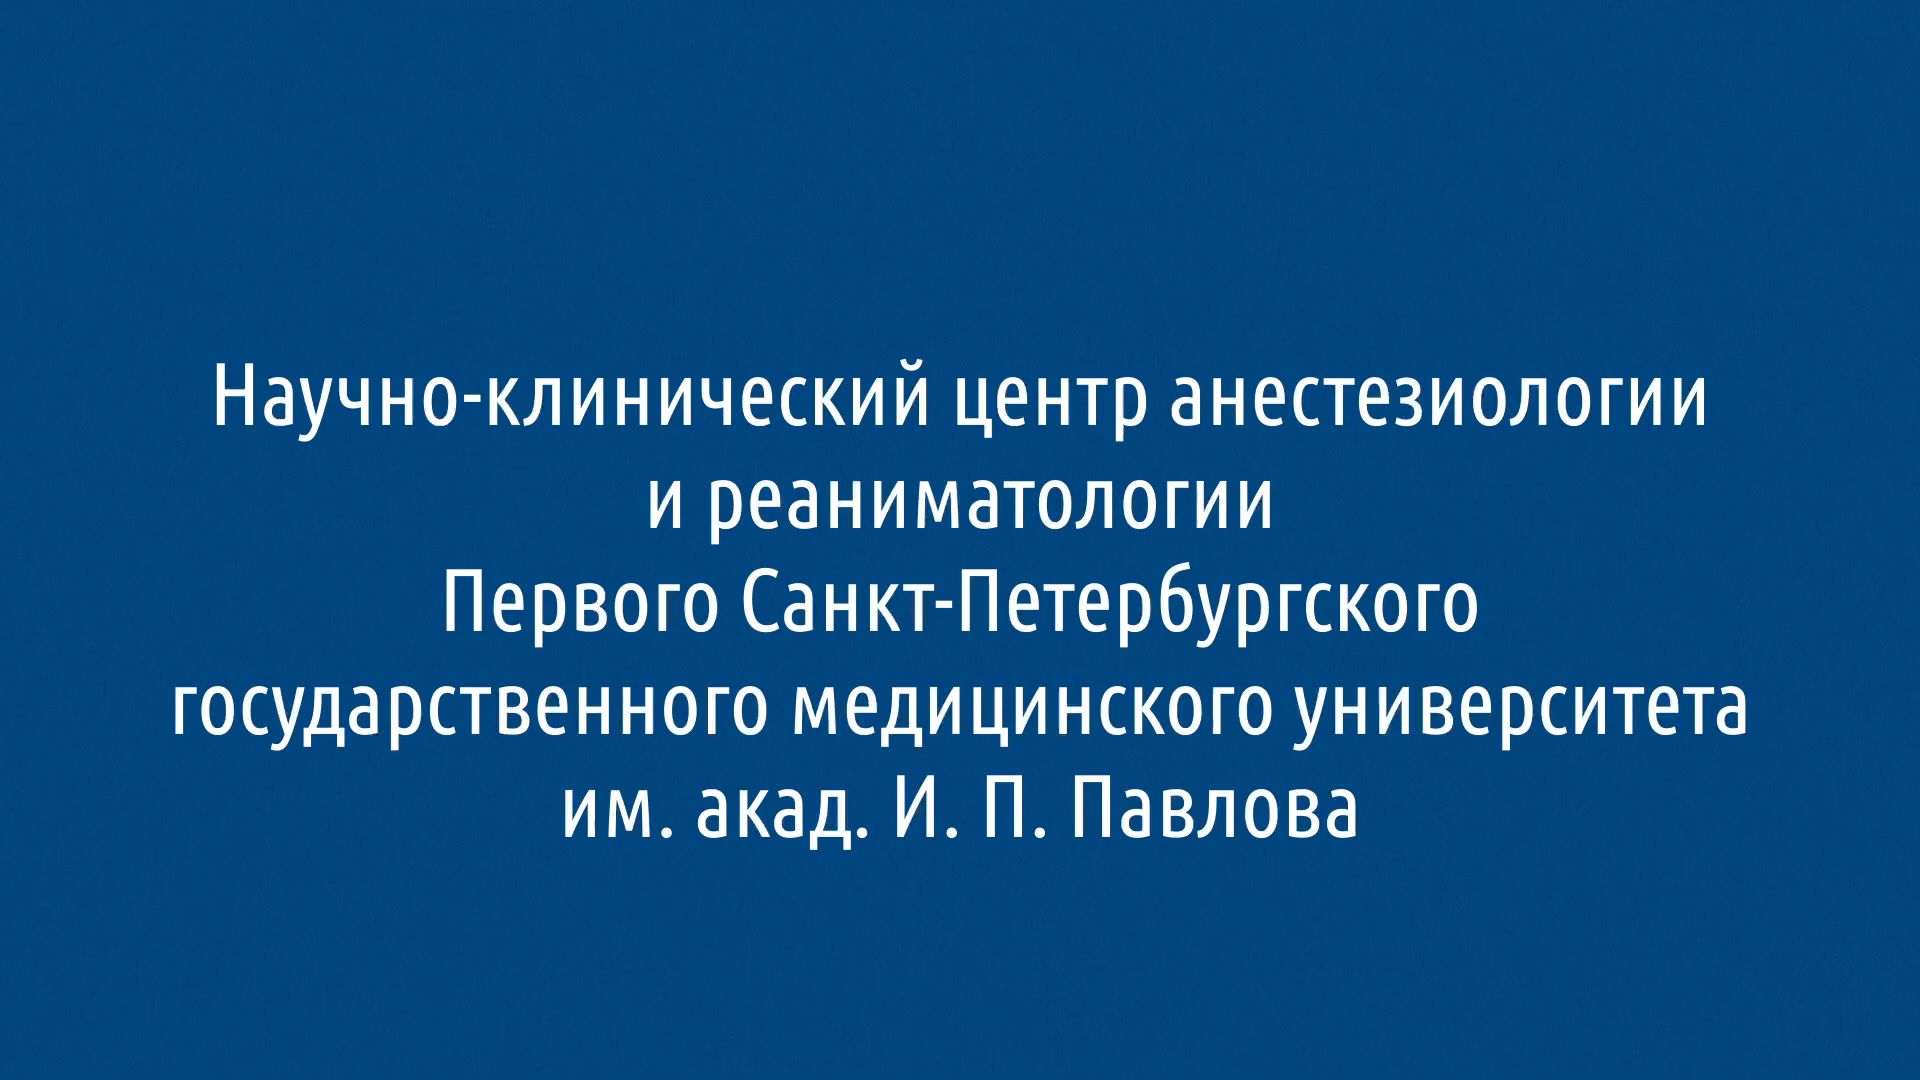 Научно-клинический центр анестезиологии
и реаниматологии
Первого Санкт-Петербургского
государственного медицинского университета
им. акад. И. П. Павлова